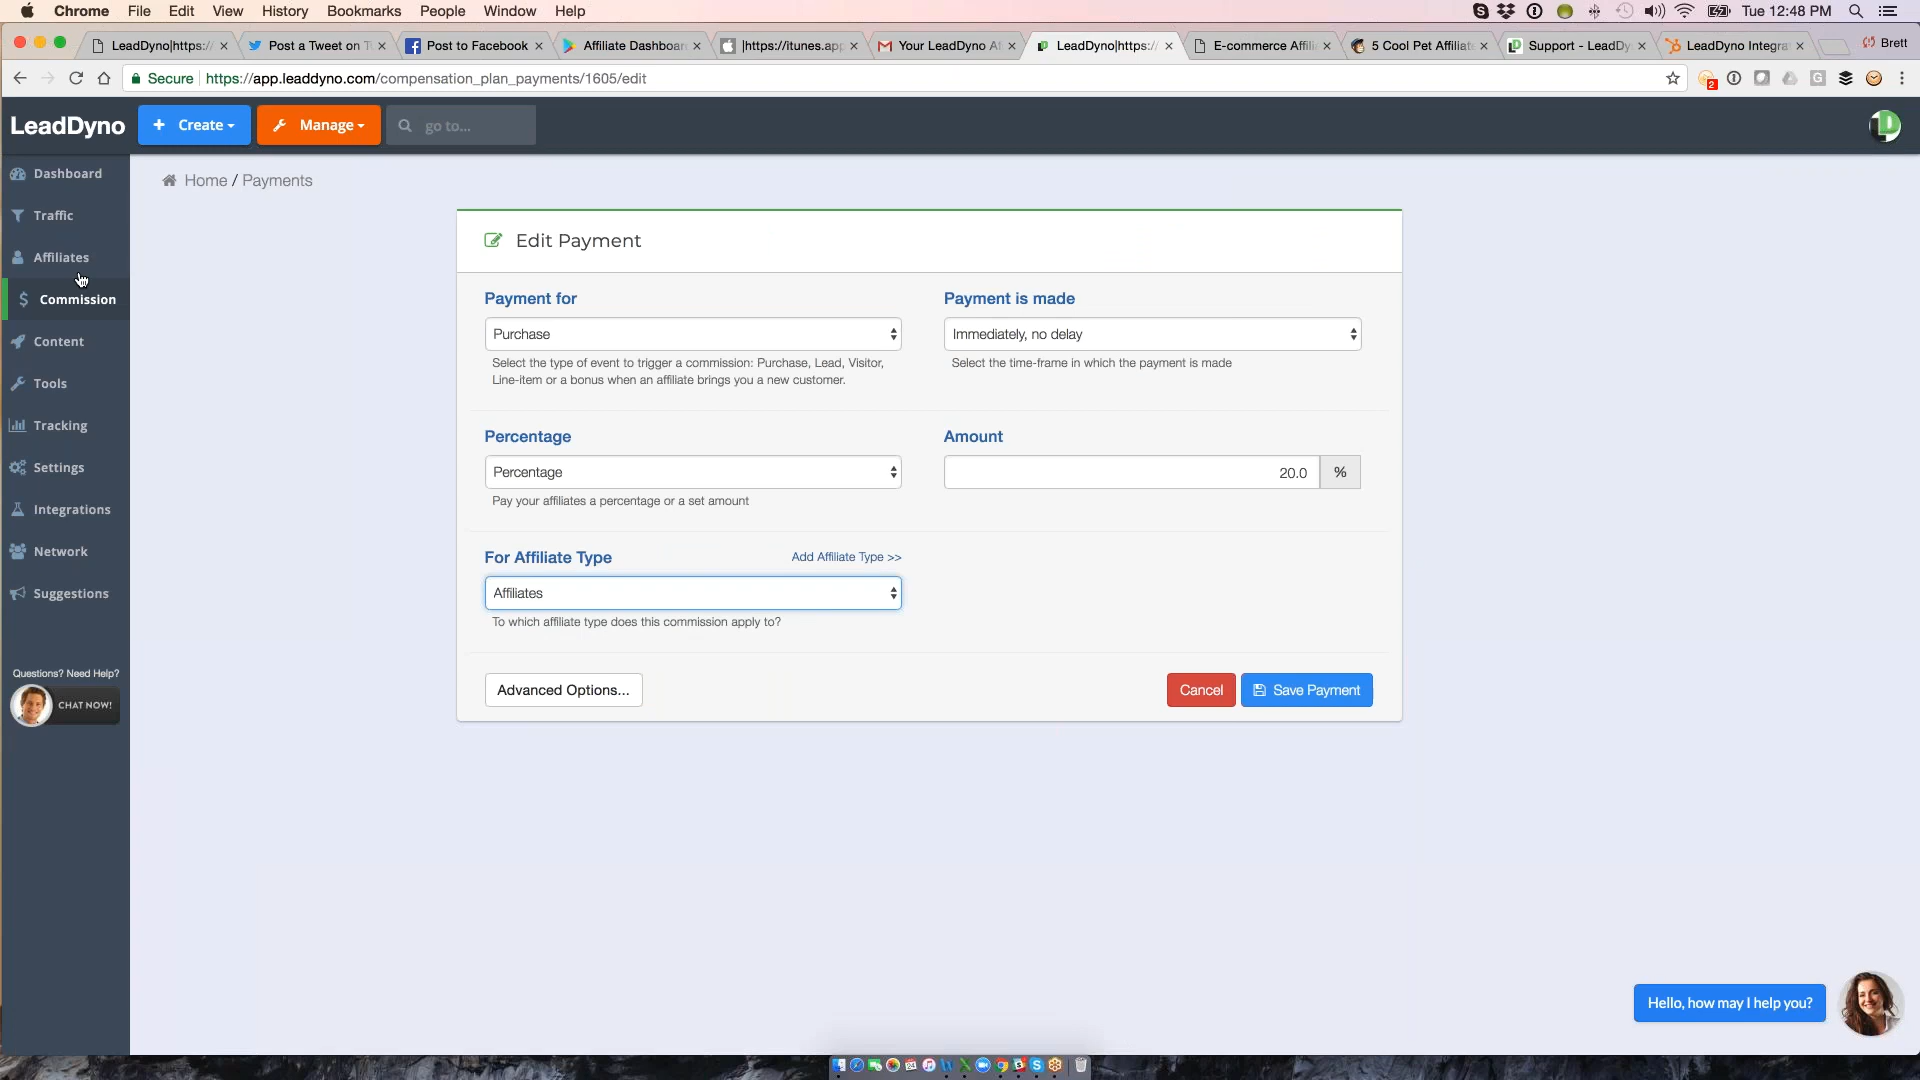 Chrome File Edit View History Bookmarks People Window Help
Tue 12:48 PM
LeadDyno|https:/
Post a Tweet on T
Post to Facebook
Affiliate Dashboar
|https://itunes.app
Your LeadDyno A
LeadDyno|https:/
E-commerce Affili
5 Cool Pet Affiliat
Support - LeadDy
LeadDyno Integra
Brett
Secure https://app.leaddyno.com/compensation_plan_payments/1605/edit
2
LeadDyno
+ Create
Manage
go to...
Dashboard
Traffic
Affiliates
$ Commission
Content
Tools
Tracking
Settings
Integrations
Network
Suggestions
Questions? Need Help?
CHAT NOW!
Home / Payments
Edit Payment
Payment for
Purchase
Select the type of event to trigger a commission: Purchase, Lead, Visitor,
Line-item or a bonus when an affiliate brings you a new customer.
Payment is made
Immediately, no delay
Select the time-frame in which the payment is made
Percentage
Percentage
Pay your affiliates a percentage or a set amount
Amount
20.0 %
For Affiliate Type
Add Affiliate Type >>
Affiliates
To which affiliate type does this commission apply to?
Advanced Options...
Cancel
Save Payment
Hello, how may I help you?